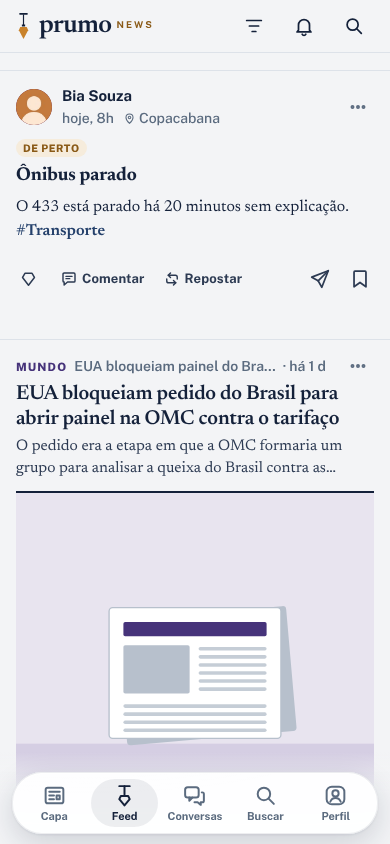 prumo NEWS
Bia Souza
hoje, 8h Copacabana
DE PERTO
Ônibus parado
O 433 está parado há 20 minutos sem explicação.
#Transporte
Comentar Repostar
MUNDO EUA bloqueiam painel do Bra... · há 1 d
EUA bloqueiam pedido do Brasil para
abrir painel na OMC contra o tarifaço
O pedido era a etapa em que a OMC formaria um
grupo para analisar a queixa do Brasil contra as...
Capa Feed Conversas Buscar Perfil